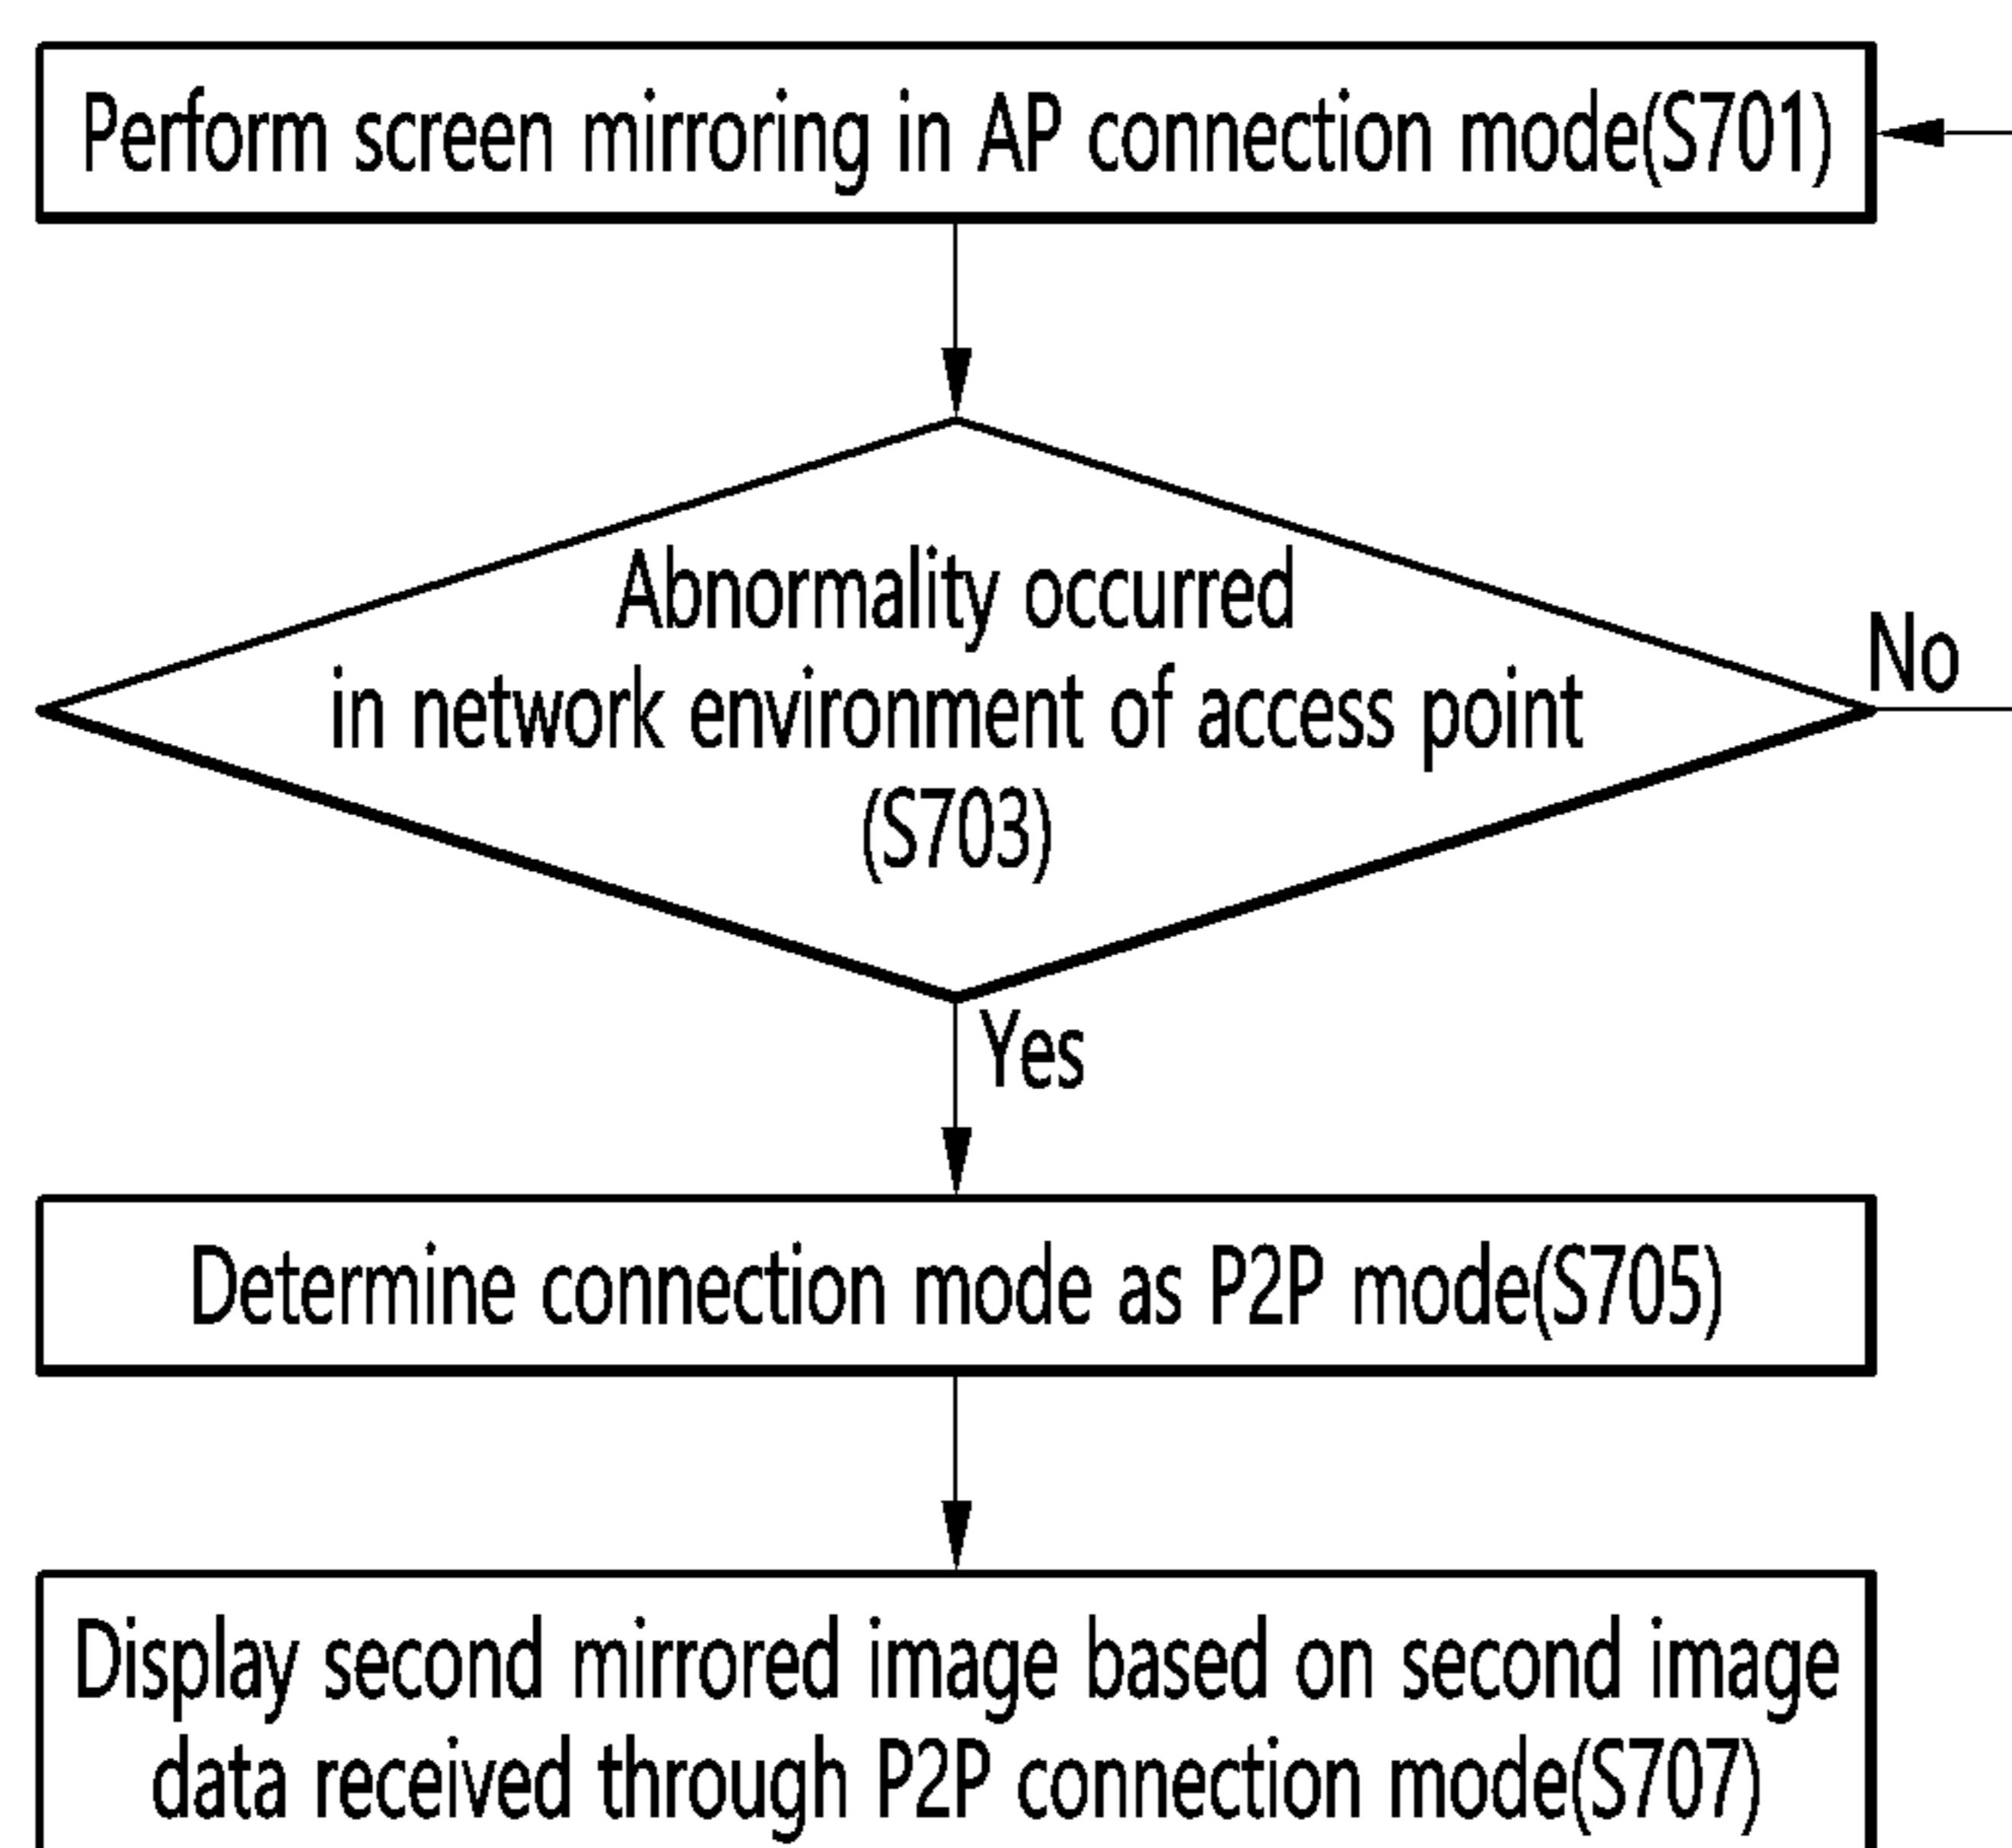 Perform screen mirroring in AP connection mode(S701)
Abnormality occurred
in network environment of access point
(S703)
No
Yes
Determine connection mode as P2P mode(S705)
Display second mirrored image based on second image
data received through P2P connection mode(S707)